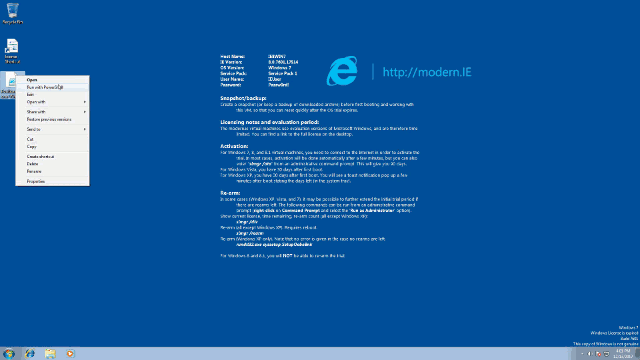 Recycle Bin
Open
Run with PowerShell
Edit
Open with
Share with
Restore previous versions
Send to
Cut
Copy
Create shortcut
Delete
Rename
Properties
Host Name: IE8WIN7
IE Version: 8.0.7601.17514
OS Version: Windows 7
Service Pack: Service Pack 1
User Name: IEUser
Password: Passw0rd!
http://modern.IE
Snapshot/backup:
Create a snapshot (or keep a backup of downloaded archive) before first booting and working with
this VM, so that you can reset quickly after the OS trial expires.
Licensing notes and evaluation period:
The modern.ie virtual machines use evaluation versions of Microsoft Windows, and are therefore time
limited. You can find a link to the full license on the desktop.
Activation:
For Windows 7, 8, and 8.1 virtual machines, you need to connect to the Internet in order to activate the
trial. In most cases, activation will be done automatically after a few minutes, but you can also
enter "slmgr /ato" from an administrative command prompt. This will give you 90 days.
For Windows Vista, you have 30 days after first boot.
For Windows XP, you have 30 days after first boot. You will see a toast notification pop up a few
minutes after boot stating the days left (in the system tray).
Re-arm:
In some cases (Windows XP, Vista, and 7) it may be possible to further extend the initial trial period if
there are rearms left. The following commands can be run from an administrative command
prompt (right-click on Command Prompt and select the "Run as Administrator" option).
Show current license, time remaining, re-arm count (all except Windows XP):
slmgr /dlv
Re-arm (all except Windows XP). Requires reboot.
slmgr /rearm
Re-arm (Windows XP only). Note that no error is given in the case no rearms are left.
rundll32.exe syssetup,SetupOobeBnk
For Windows 8 and 8.1, you will NOT be able to re-arm the trial.
Windows 7
Build 7601
This copy of Windows is not genuine